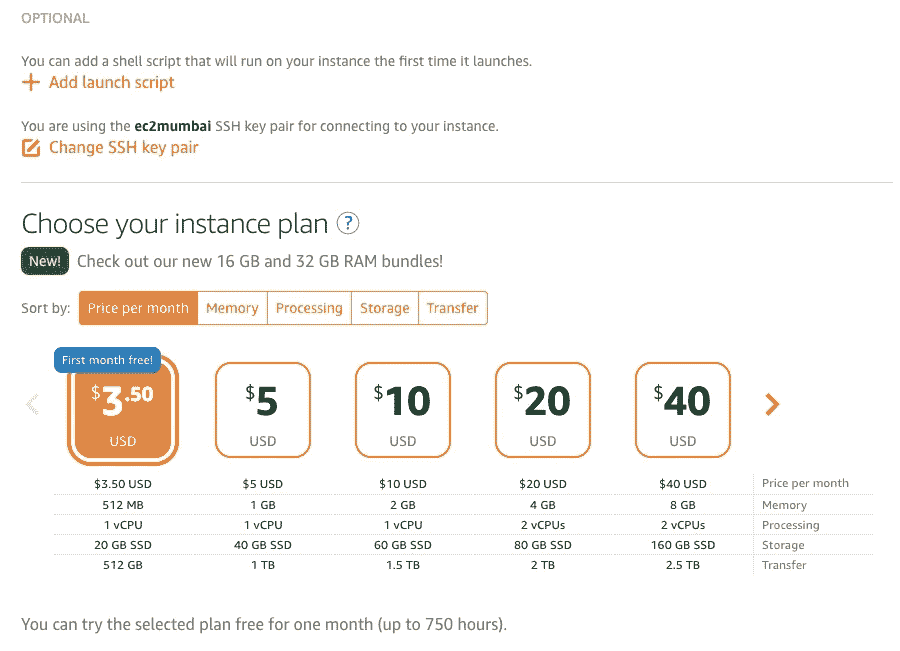 OPTIONAL
You can add a shell script that will run on your instance the first time it launches.
Add launch script
You are using the ec2mumbai SSH key pair for connecting to your instance.
Change SSH key pair
Choose your instance plan ?
New! Check out our new 16 GB and 32 GB RAM bundles!
Sort by: Price per month Memory Processing Storage Transfer
First month free!
$3.50 $5 $10 $20 $40
USD USD USD USD USD
$3.50 USD $5 USD $10 USD $20 USD $40 USD Price per month
512 MB 1 GB 2 GB 4 GB 8 GB Memory
1 vCPU 1 vCPU 1 vCPU 2 vCPUs 2 vCPUs Processing
20 GB SSD 40 GB SSD 60 GB SSD 80 GB SSD 160 GB SSD Storage
512 GB 1 TB 1.5 TB 2 TB 2.5 TB Transfer
You can try the selected plan free for one month (up to 750 hours).